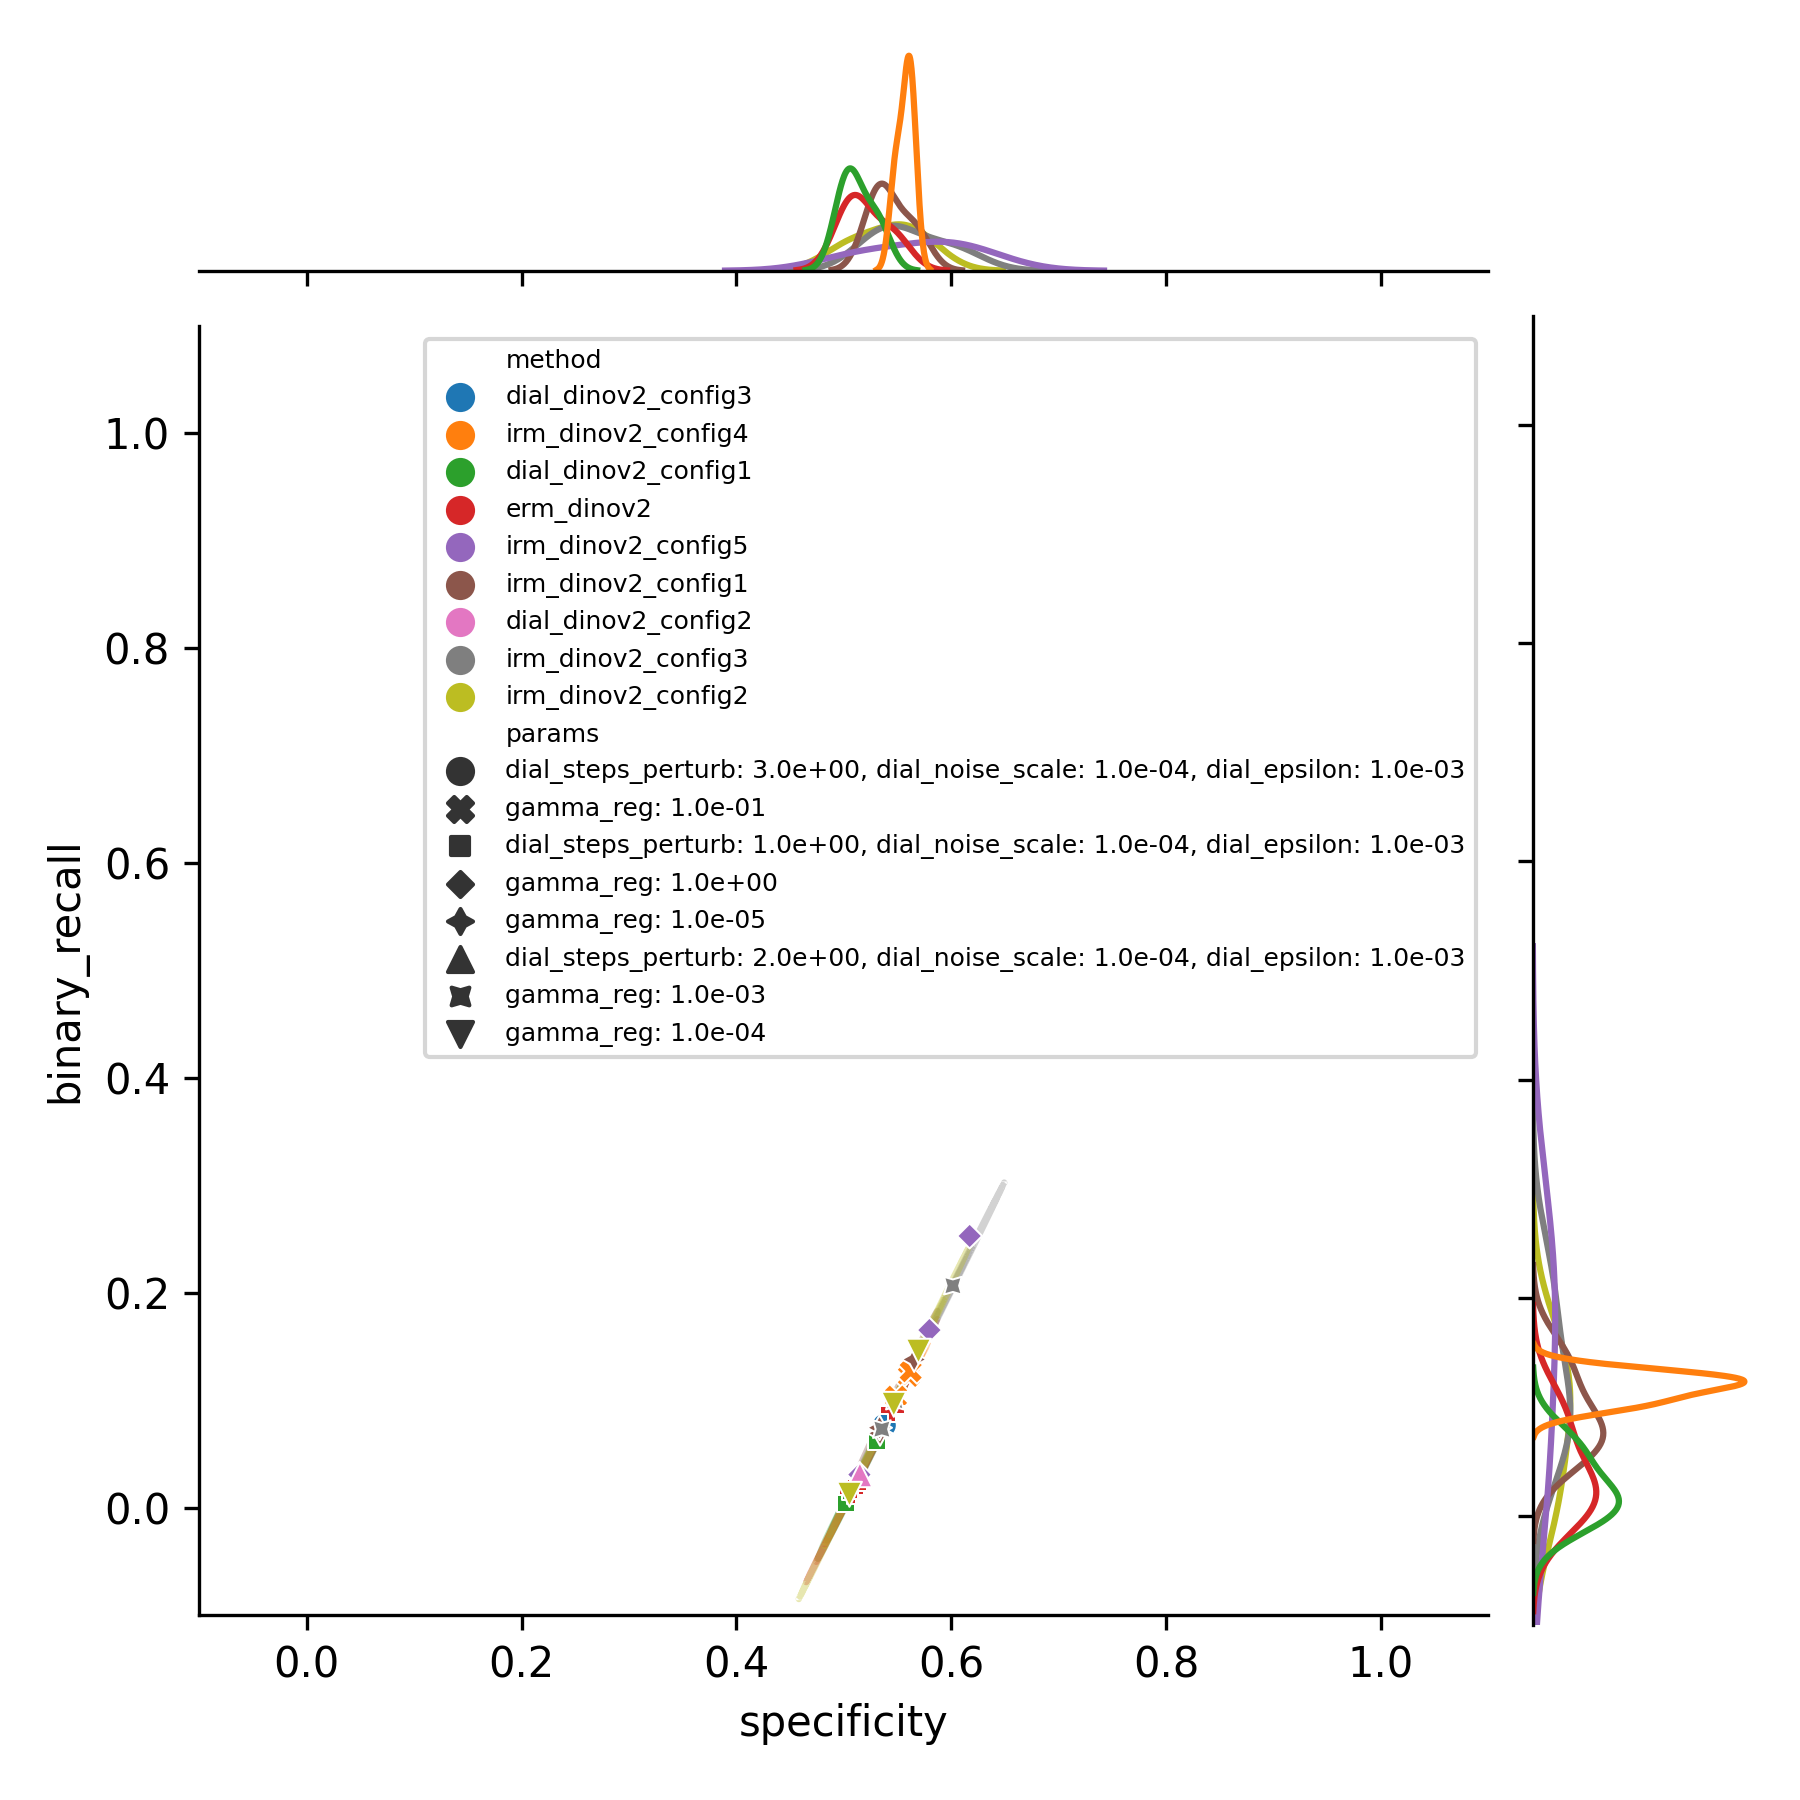 method
dial_dinov2_config3
irm_dinov2_config4
dial_dinov2_config1
erm_dinov2
irm_dinov2_config5
irm_dinov2_config1
dial_dinov2_config2
irm_dinov2_config3
irm_dinov2_config2
params
dial_steps_perturb: 3.0e+00, dial_noise_scale: 1.0e-04, dial_epsilon: 1.0e-03
gamma_reg: 1.0e-01
dial_steps_perturb: 1.0e+00, dial_noise_scale: 1.0e-04, dial_epsilon: 1.0e-03
gamma_reg: 1.0e+00
gamma_reg: 1.0e-05
dial_steps_perturb: 2.0e+00, dial_noise_scale: 1.0e-04, dial_epsilon: 1.0e-03
gamma_reg: 1.0e-03
gamma_reg: 1.0e-04
binary_recall
1.0
0.8
0.6
0.4
0.2
0.0
0.0 0.2 0.4 0.6 0.8 1.0
specificity